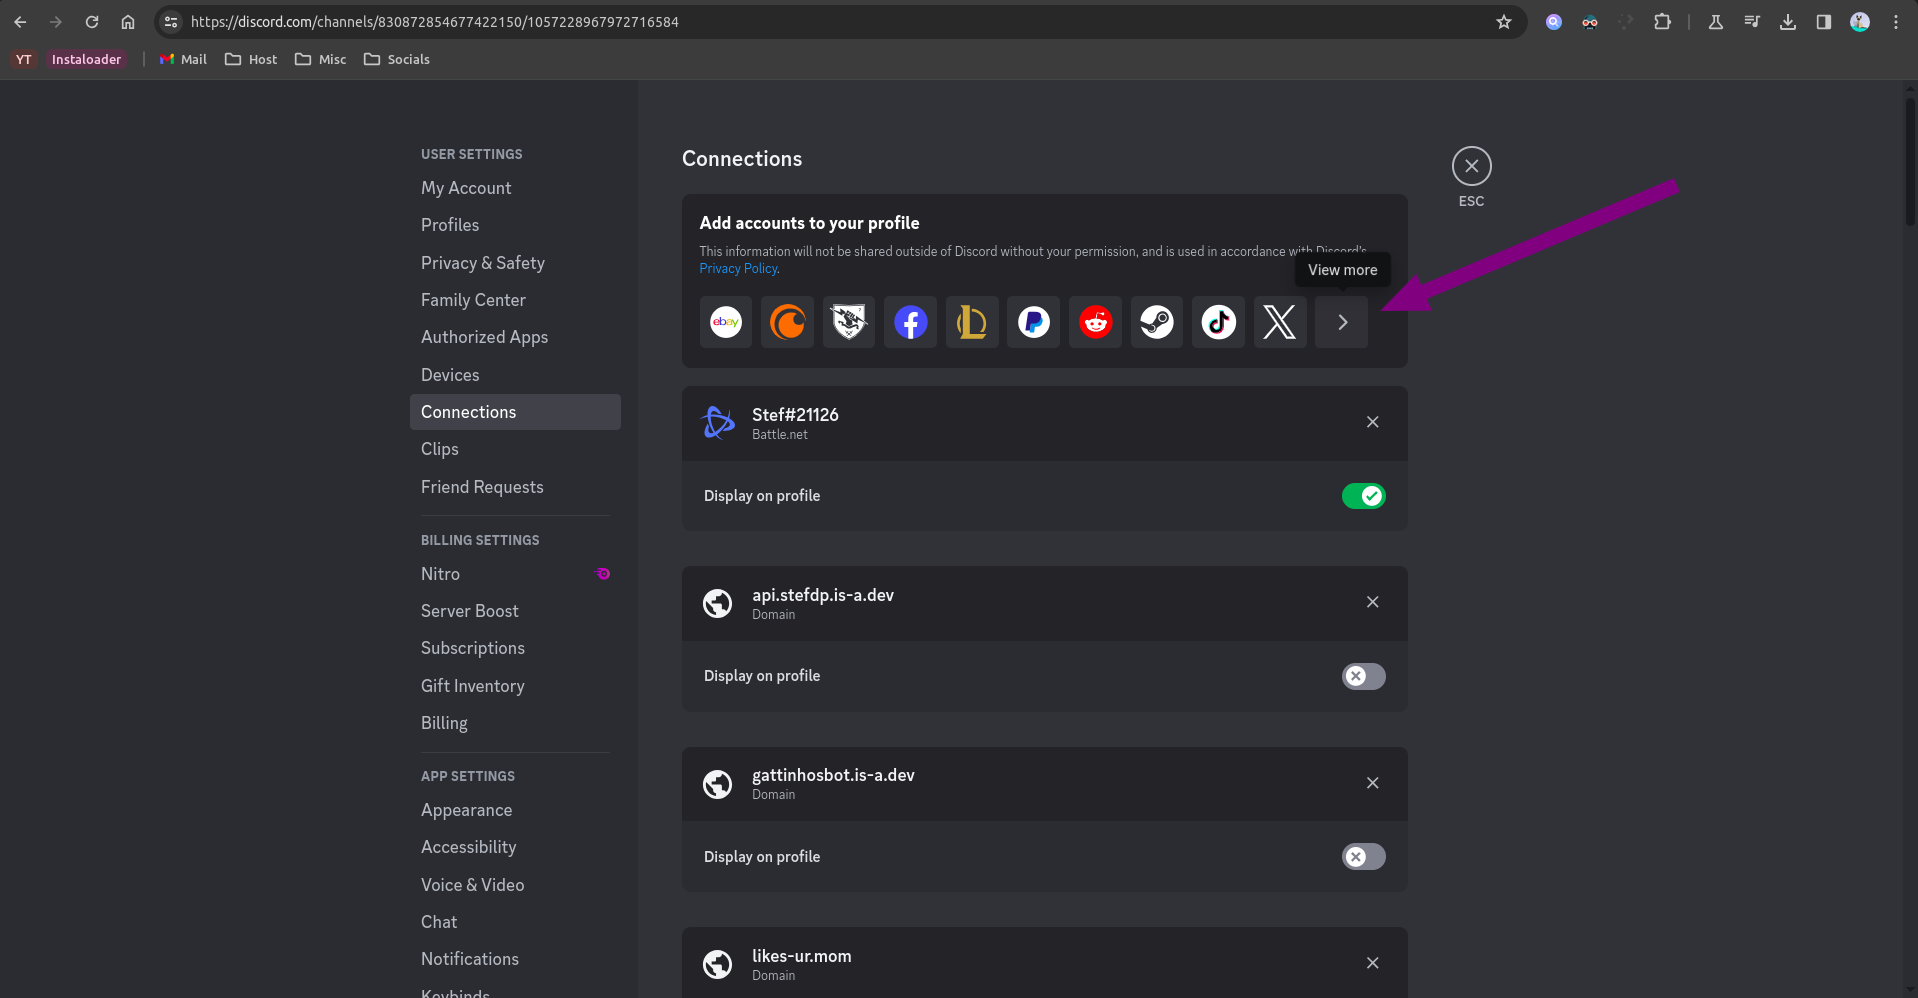 https://discord.com/channels/830872854677422150/1057228967972716584
YT Instaloader Mail Host Misc Socials
USER SETTINGS
My Account
Profiles
Privacy & Safety
Family Center
Authorized Apps
Devices
Connections
Clips
Friend Requests
BILLING SETTINGS
Nitro
Server Boost
Subscriptions
Gift Inventory
Billing
APP SETTINGS
Appearance
Accessibility
Voice & Video
Chat
Notifications
Keybinds
Connections
ESC
Add accounts to your profile
This information will not be shared outside of Discord without your permission, and is used in accordance with Discord's
Privacy Policy.
View more
ebay
Stef#21126
Battle.net
Display on profile
api.stefdp.is-a.dev
Domain
Display on profile
gattinhosbot.is-a.dev
Domain
Display on profile
likes-ur.mom
Domain